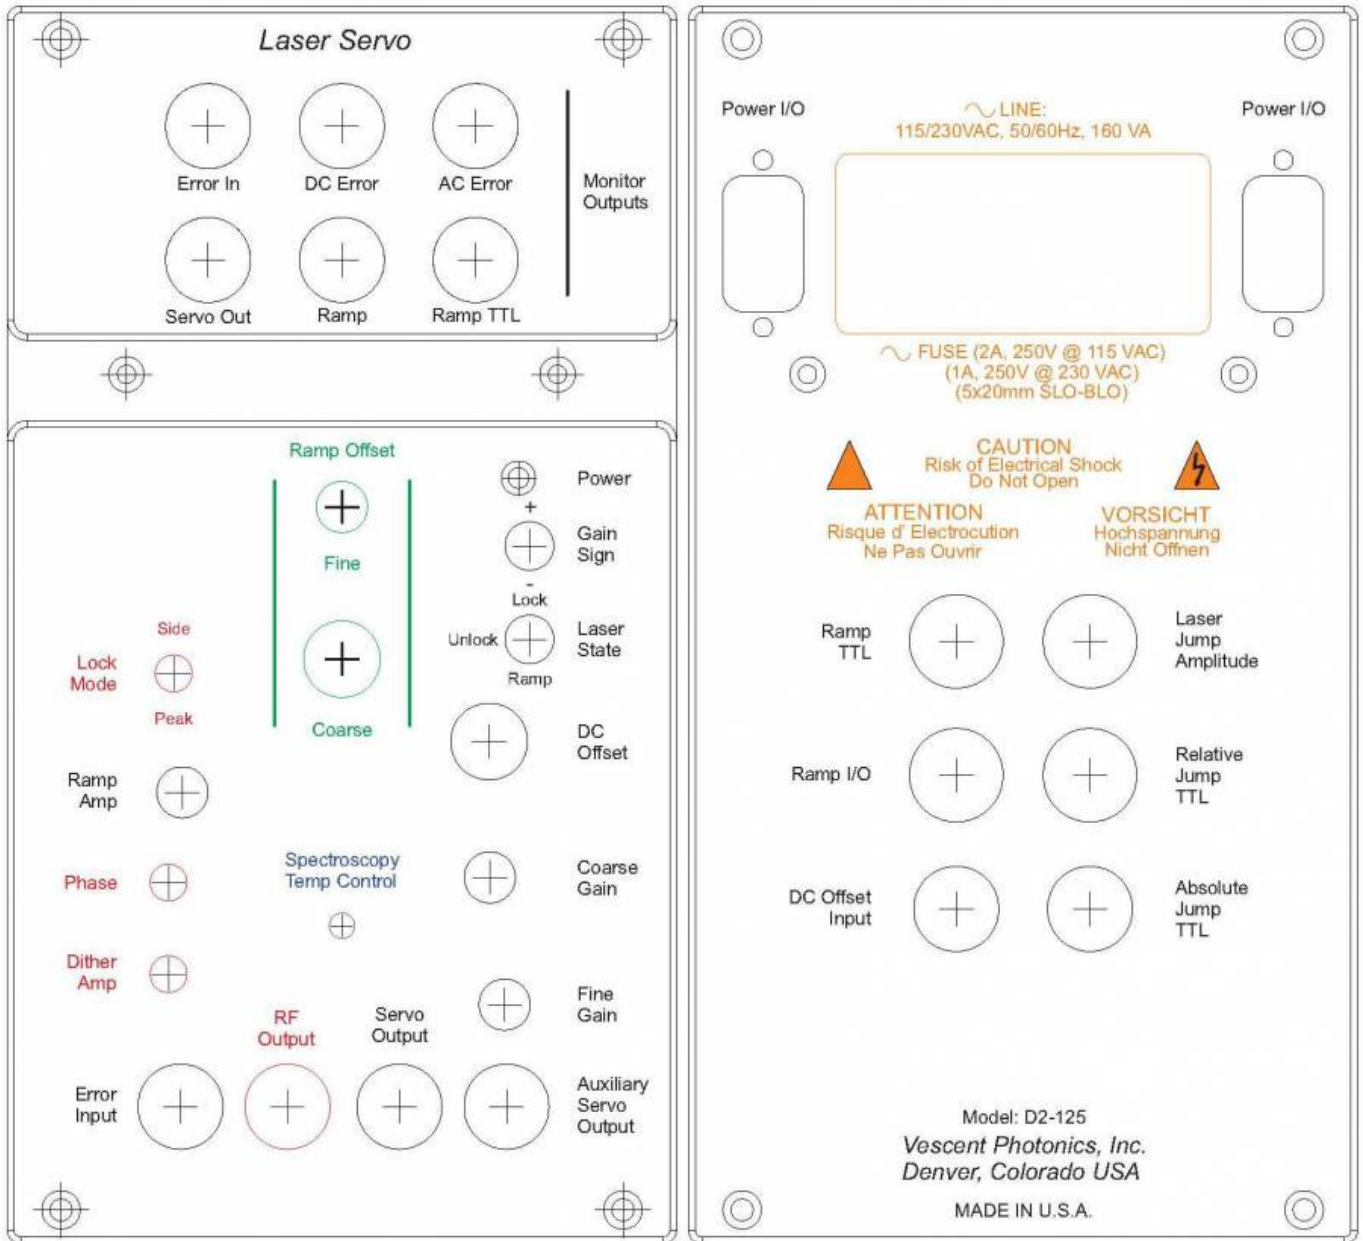 Laser Servo
Error In
DC Error
AC Error
Servo Out
Ramp
Ramp TTL
Monitor
Outputs
Ramp Offset
Fine
Coarse
Power
+
Gain
Sign
-
Lock
Unlock
Laser
State
Ramp
Side
Lock
Mode
Peak
DC
Offset
Ramp
Amp
Spectroscopy
Temp Control
Phase
Coarse
Gain
Dither
Amp
Fine
Gain
RF
Output
Servo
Output
Error
Input
Auxiliary
Servo
Output
Power I/O
LINE:
115/230VAC, 50/60Hz, 160 VA
Power I/O
FUSE (2A, 250V @ 115 VAC)
(1A, 250V @ 230 VAC)
(5x20mm SLO-BLO)
CAUTION
Risk of Electrical Shock
Do Not Open
ATTENTION
Risque d' Electrocution
Ne Pas Ouvrir
VORSICHT
Hochspannung
Nicht Offnen
Ramp
TTL
Laser
Jump
Amplitude
Ramp I/O
Relative
Jump
TTL
DC Offset
Input
Absolute
Jump
TTL
Model: D2-125
Vescent Photonics, Inc.
Denver, Colorado USA
MADE IN U.S.A.